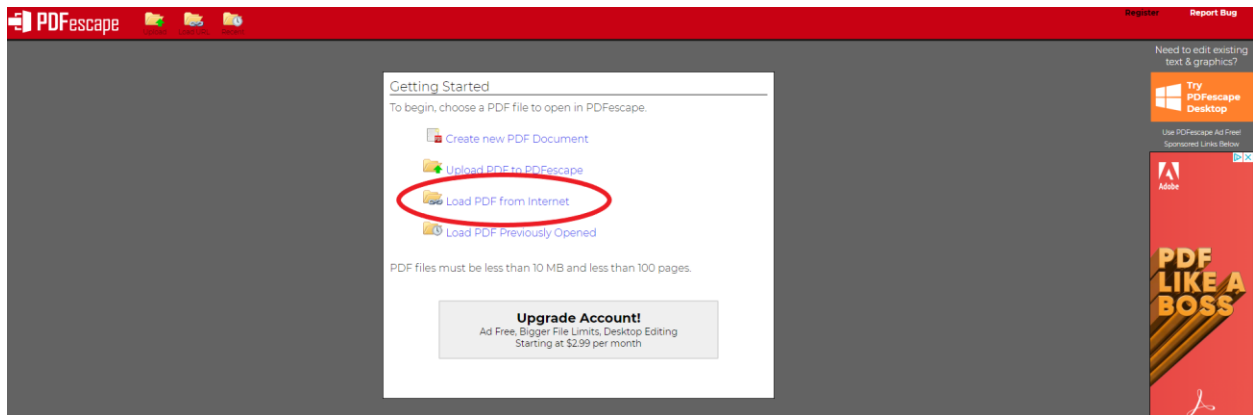 PDFescape
Upload
Load URL
Recent
Register
Report Bug
Need to edit existing
text & graphics?
Try
PDFescape
Desktop
Use PDFescape Ad Free!
Sponsored Links Below
Adobe
PDF
LIKE A
BOSS
Getting Started
To begin, choose a PDF file to open in PDFescape.
Create new PDF Document
Upload PDF to PDFescape
Load PDF from Internet
Load PDF Previously Opened
PDF files must be less than 10 MB and less than 100 pages.
Upgrade Account!
Ad Free, Bigger File Limits, Desktop Editing
Starting at $2.99 per month